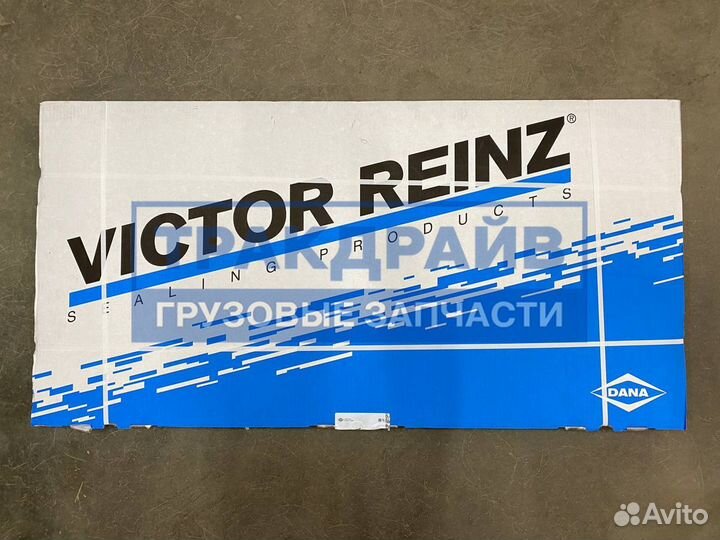 VICTOR REINZ®
SEALING PRODUCTS
ТРАКДРАЙВ
ГРУЗОВЫЕ ЗАПЧАСТИ
DANA
Avito